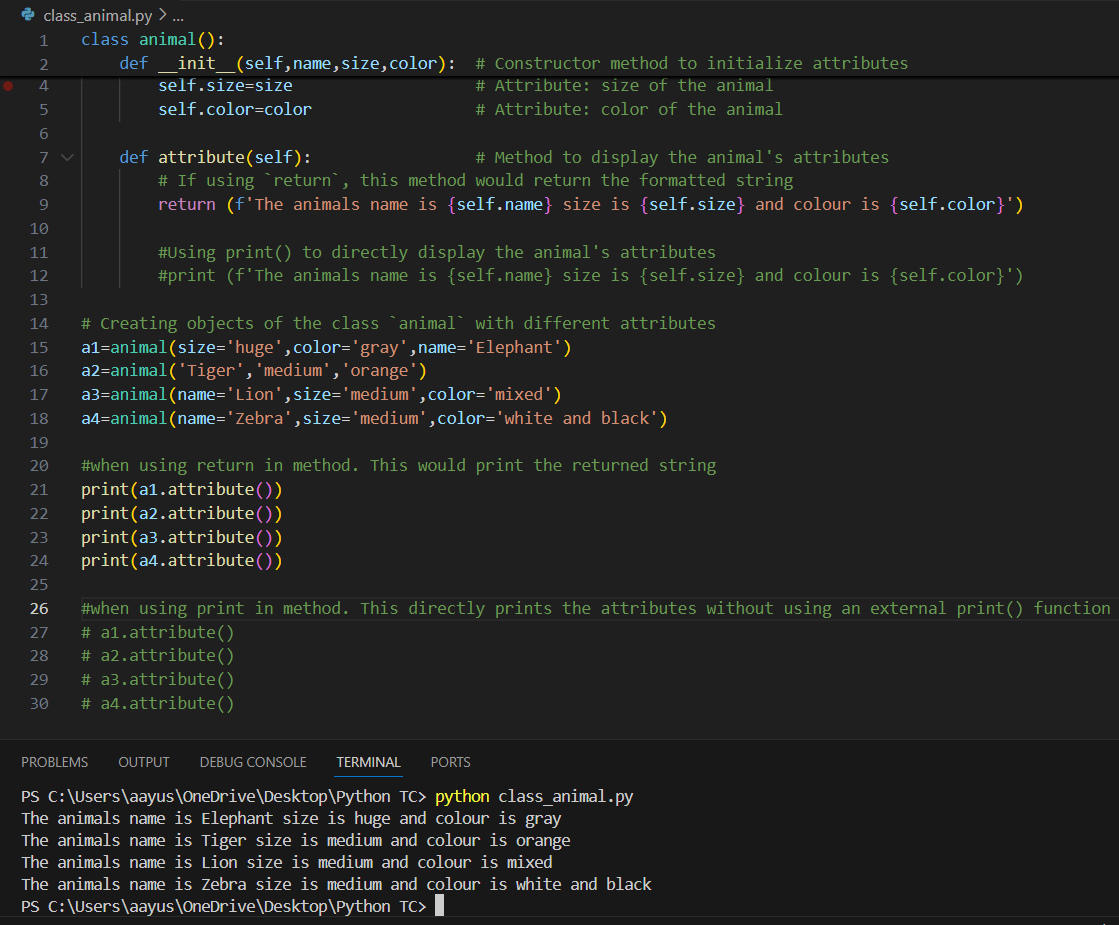 class_animal.py > ...
1 class animal():
2 def __init__(self,name,size,color): # Constructor method to initialize attributes
4 self.size=size # Attribute: size of the animal
5 self.color=color # Attribute: color of the animal
6
7 def attribute(self): # Method to display the animal's attributes
8 # If using `return`, this method would return the formatted string
9 return (f'The animals name is {self.name} size is {self.size} and colour is {self.color}')
10
11 #Using print() to directly display the animal's attributes
12 #print (f'The animals name is {self.name} size is {self.size} and colour is {self.color}')
13
14 # Creating objects of the class `animal` with different attributes
15 a1=animal(size='huge',color='gray',name='Elephant')
16 a2=animal('Tiger','medium','orange')
17 a3=animal(name='Lion',size='medium',color='mixed')
18 a4=animal(name='Zebra',size='medium',color='white and black')
19
20 #when using return in method. This would print the returned string
21 print(a1.attribute())
22 print(a2.attribute())
23 print(a3.attribute())
24 print(a4.attribute())
25
26 #when using print in method. This directly prints the attributes without using an external print() function
27 # a1.attribute()
28 # a2.attribute()
29 # a3.attribute()
30 # a4.attribute()
PROBLEMS OUTPUT DEBUG CONSOLE TERMINAL PORTS
PS C:\Users\aayus\OneDrive\Desktop\Python TC> python class_animal.py
The animals name is Elephant size is huge and colour is gray
The animals name is Tiger size is medium and colour is orange
The animals name is Lion size is medium and colour is mixed
The animals name is Zebra size is medium and colour is white and black
PS C:\Users\aayus\OneDrive\Desktop\Python TC>